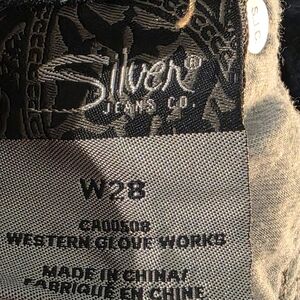 Silver®
JEANS CO.
W28
CA00508
WESTERN GLOVE WORKS
MADE IN CHINA/
FABRIQUÉ EN CHINE